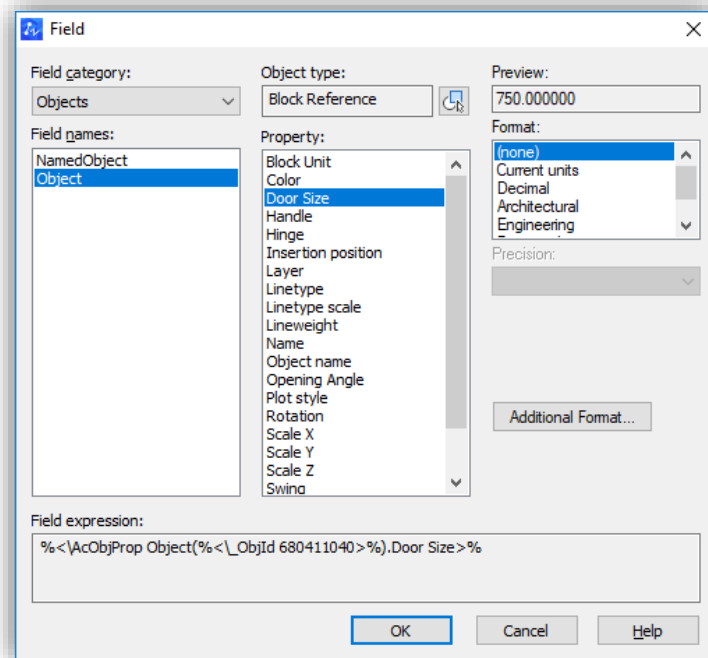 Field
Field category:
Objects
Field names:
NamedObject
Object
Object type:
Block Reference
Property:
Block Unit
Color
Door Size
Handle
Hinge
Insertion position
Layer
Linetype
Linetype scale
Lineweight
Name
Object name
Opening Angle
Plot style
Rotation
Scale X
Scale Y
Scale Z
Swing
Preview:
750.000000
Format:
(none)
Current units
Decimal
Architectural
Engineering
Precision:
Additional Format...
Field expression:
%<\AcObjProp Object(%<\_ObjId 680411040>%).Door Size>%
OK
Cancel
Help